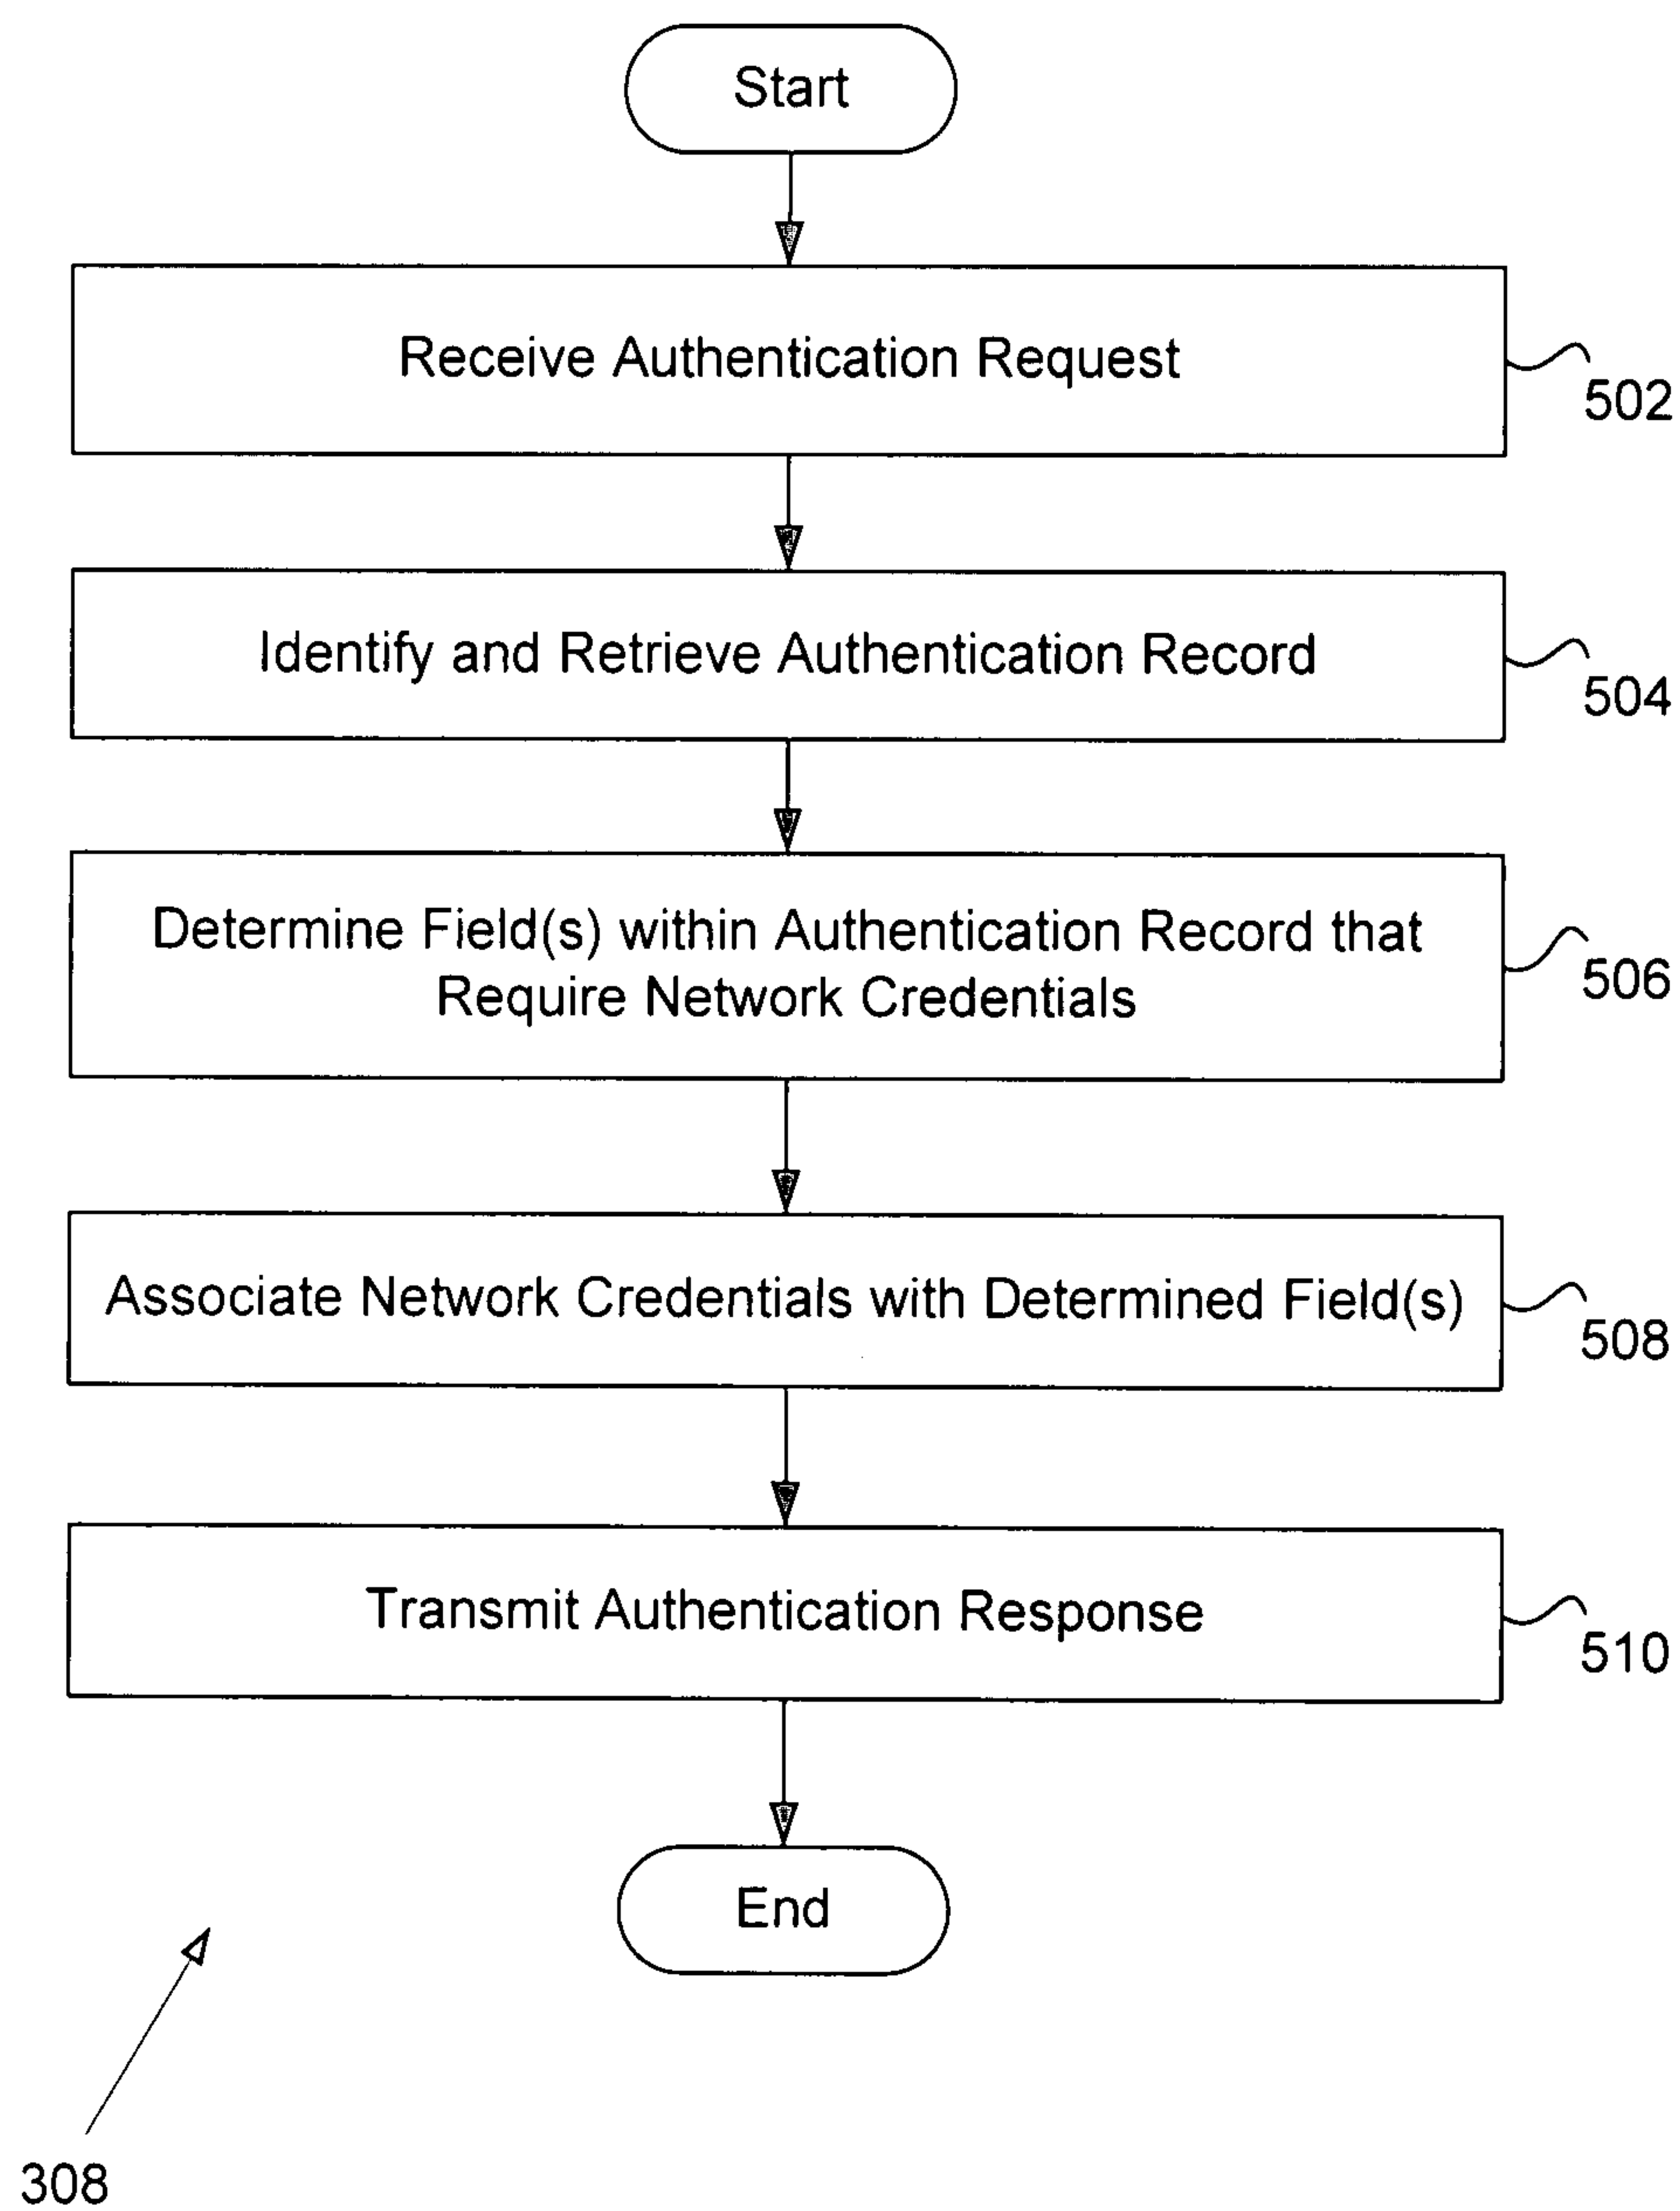 Start
Receive Authentication Request
502
Identify and Retrieve Authentication Record
504
Determine Field(s) within Authentication Record that
Require Network Credentials
506
Associate Network Credentials with Determined Field(s)
508
Transmit Authentication Response
510
End
308